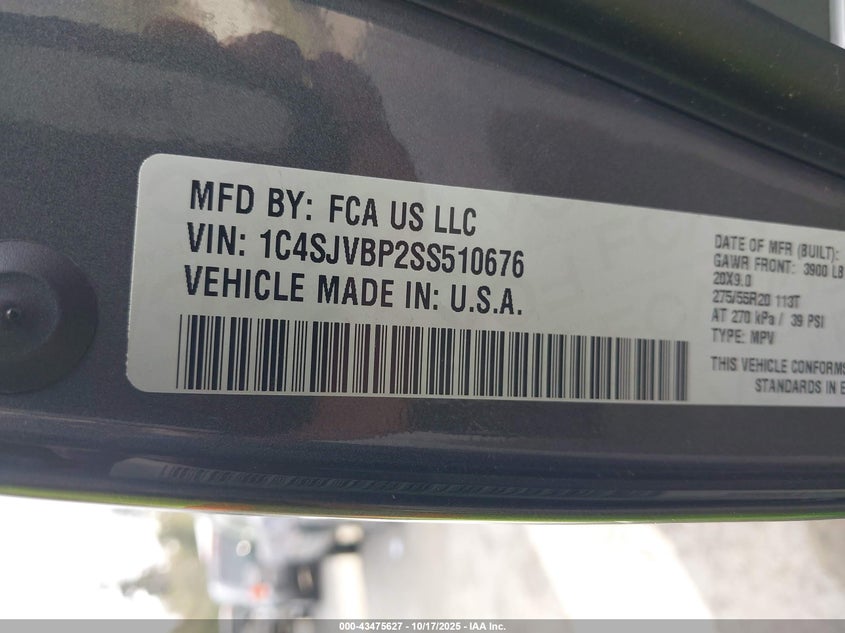 MFD BY: FCA US LLC
VIN: 1C4SJVBP2SS510676
VEHICLE MADE IN: U.S.A.
DATE OF MFR (BUILT):
GAWR FRONT: 3900 LB
20X9.0
275/55R20 113T
AT 270 kPa / 39 PSI
TYPE: MPV
THIS VEHICLE CONFORMS
STANDARDS IN E
000-43475627 - 10/17/2025 - IAA Inc.